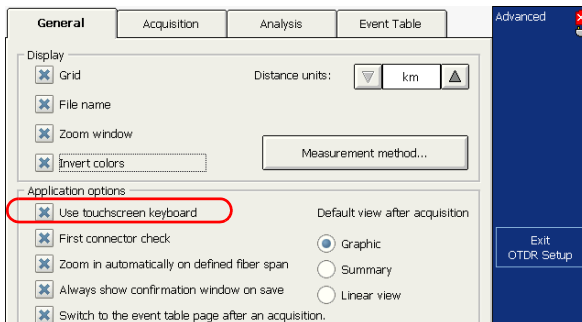 General Acquisition Analysis Event Table Advanced
Display
Grid Distance units: km
File name
Zoom window
Invert colors Measurement method...
Application options
Use touchscreen keyboard Default view after acquisition
First connector check Graphic
Zoom in automatically on defined fiber span Summary
Always show confirmation window on save Linear view
Switch to the event table page after an acquisition.
Exit
OTDR Setup